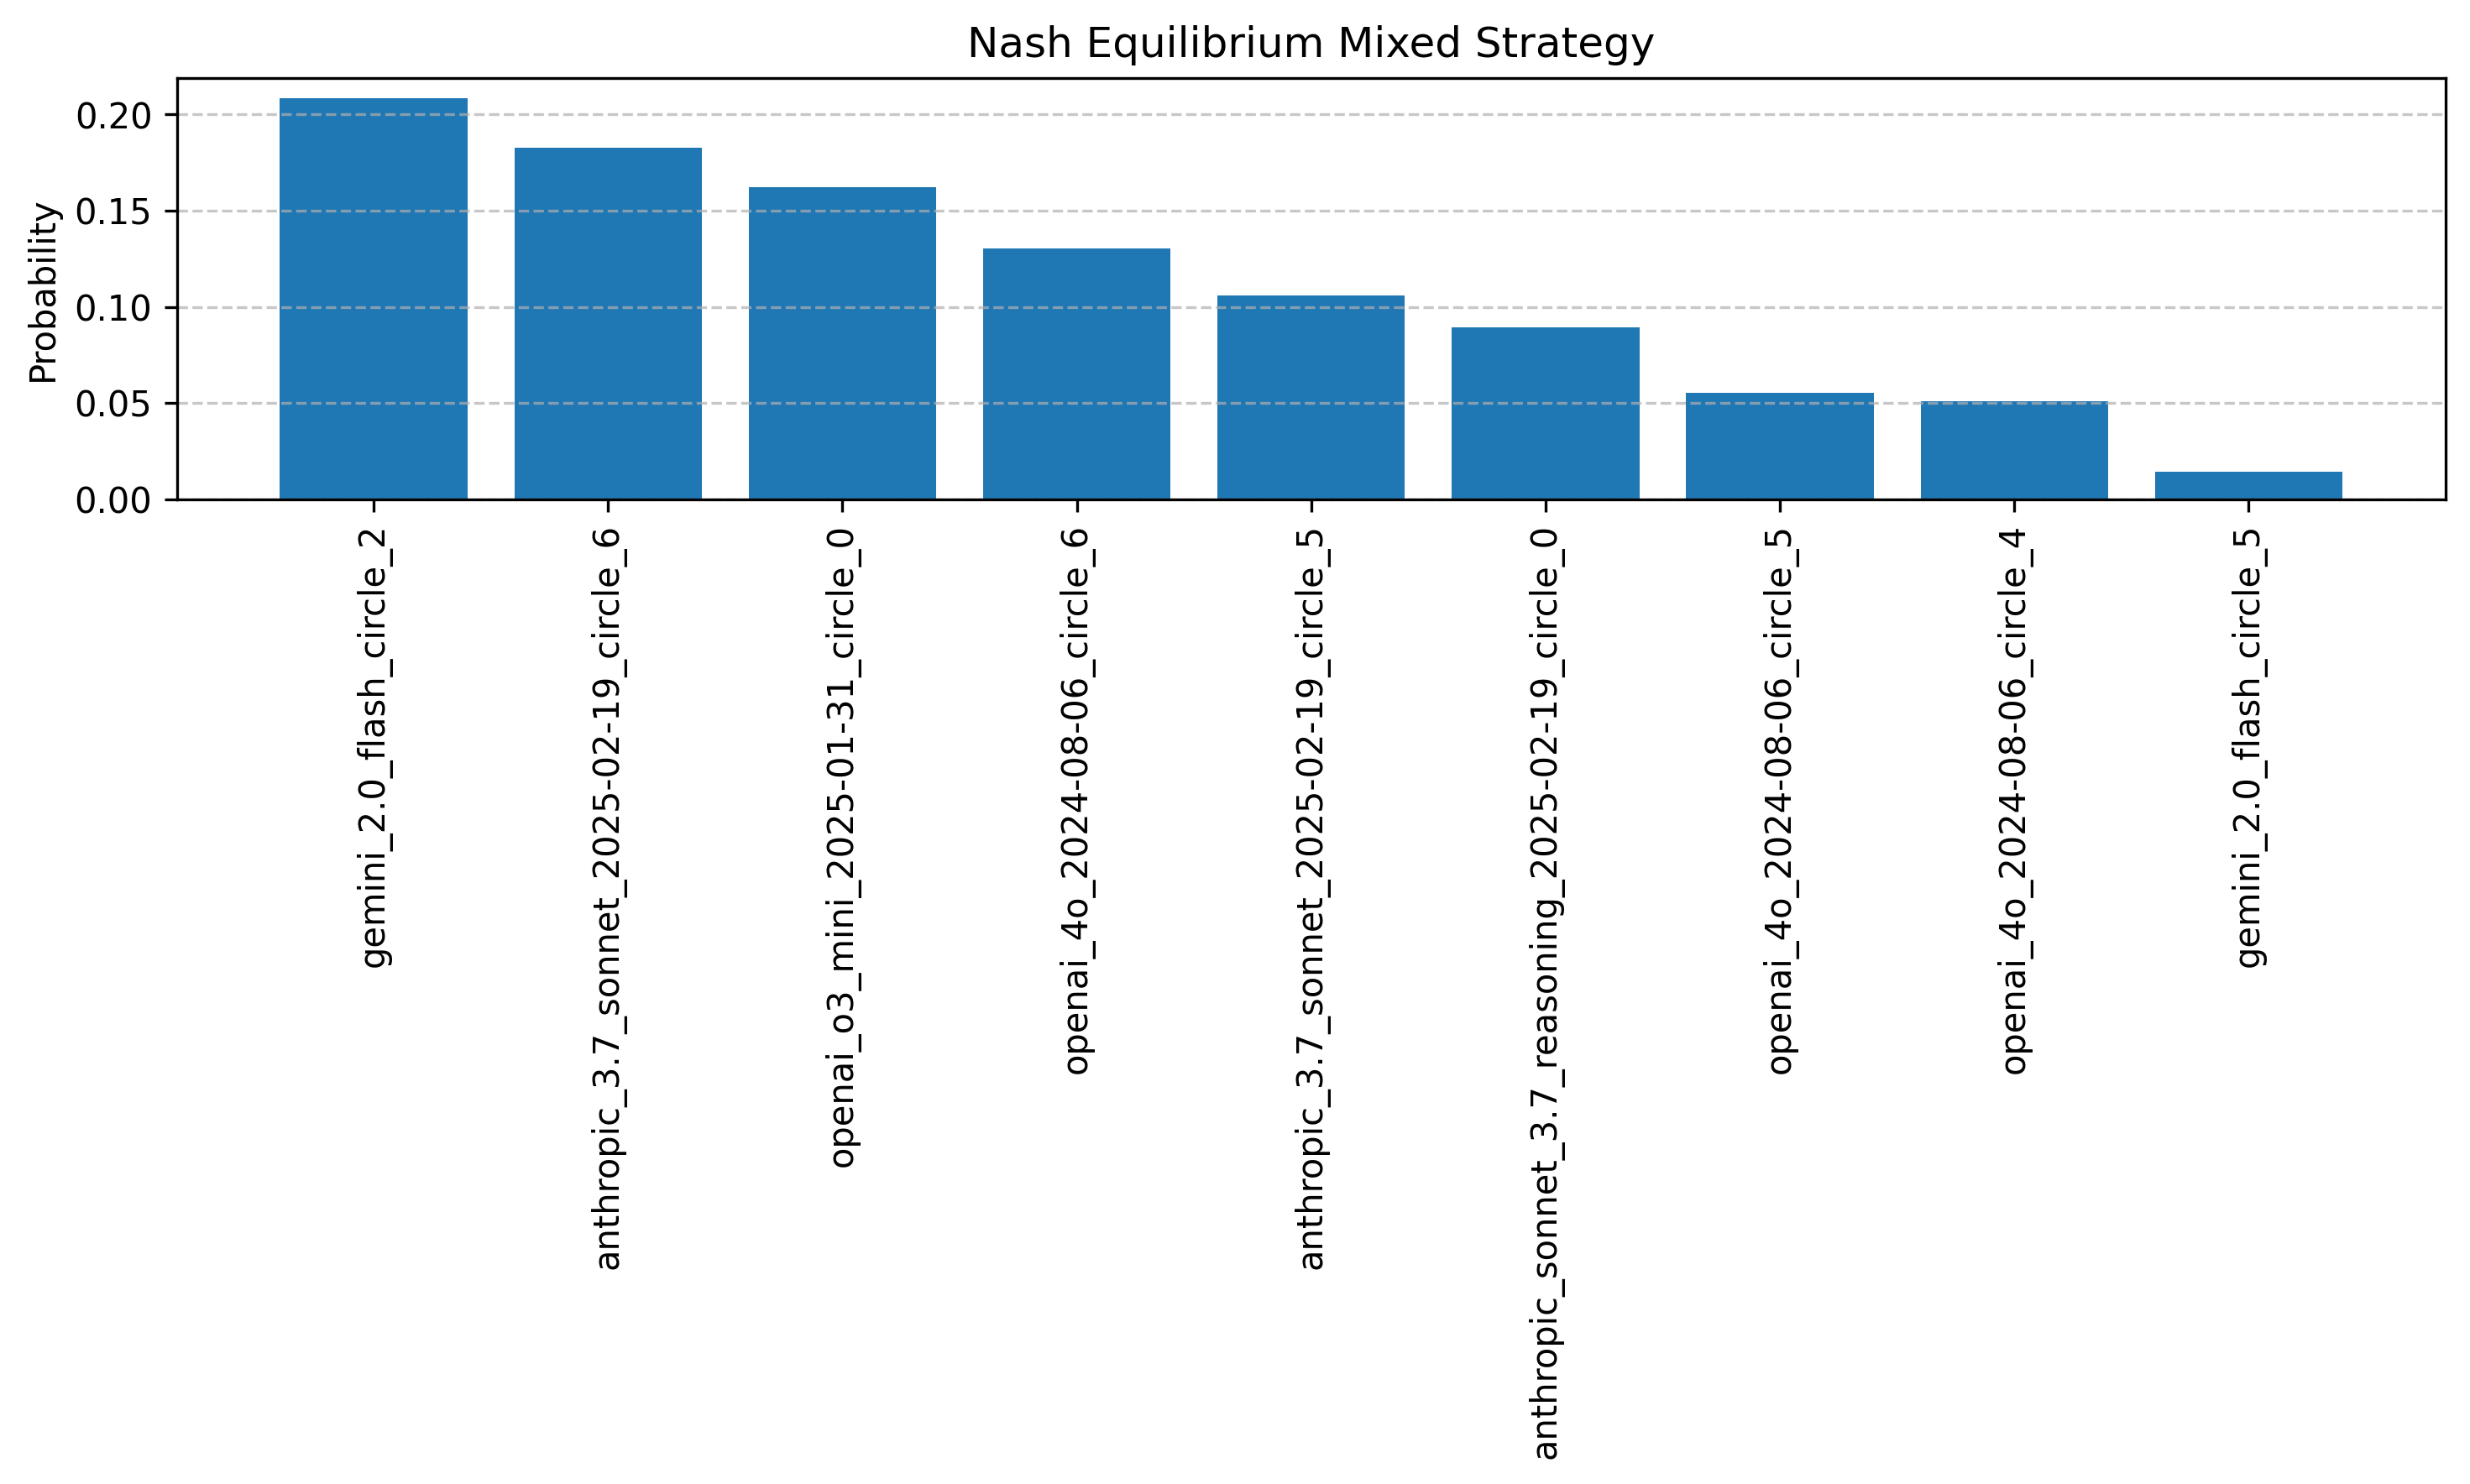 Nash Equilibrium Mixed Strategy
Probability
0.20
0.15
0.10
0.05
0.00
gemini_2.0_flash_circle_2
anthropic_3.7_sonnet_2025-02-19_circle_6
openai_o3_mini_2025-01-31_circle_0
openai_4o_2024-08-06_circle_6
anthropic_3.7_sonnet_2025-02-19_circle_5
anthropic_sonnet_3.7_reasoning_2025-02-19_circle_0
openai_4o_2024-08-06_circle_5
openai_4o_2024-08-06_circle_4
gemini_2.0_flash_circle_5